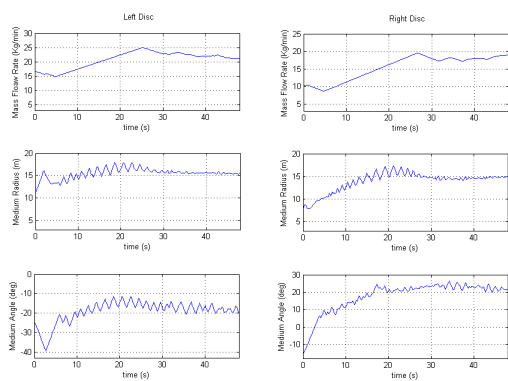 Left Disc
Mass Floaw Rate (Kg/min)
30
25
20
15
10
5
0 10 20 30 40
time (s)
Right Disc
Mass Flow Rate (Kg/min)
25
20
15
10
5
0 10 20 30 40
time (s)
Medium Radius (m)
20
15
10
5
0 10 20 30 40
time (s)
Medium Radius (m)
20
15
10
5
0 10 20 30 40
time (s)
Medium Angle (deg)
0
-10
-20
-30
-40
0 10 20 30 40
time (s)
Medium Angle (deg)
30
20
10
0
-10
0 10 20 30 40
time (s)